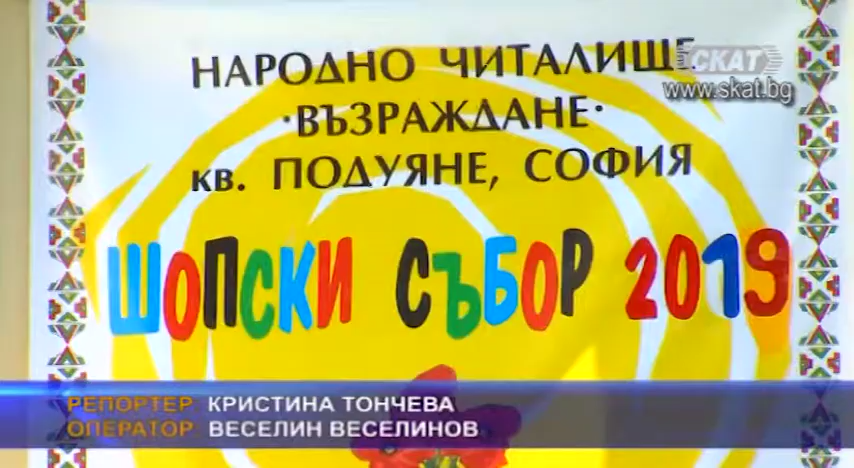 НАРОДНО ЧИТАЛИЩЕ
·ВЪЗРАЖДАНЕ·
кв. ПОДУЯНЕ, СОФИЯ
ШОПСКИ СЪБОР 2019
СКАТ
www.skat.bg
РЕПОРТЕР КРИСТИНА ТОНЧЕВА
ОПЕРАТОР ВЕСЕЛИН ВЕСЕЛИНОВ